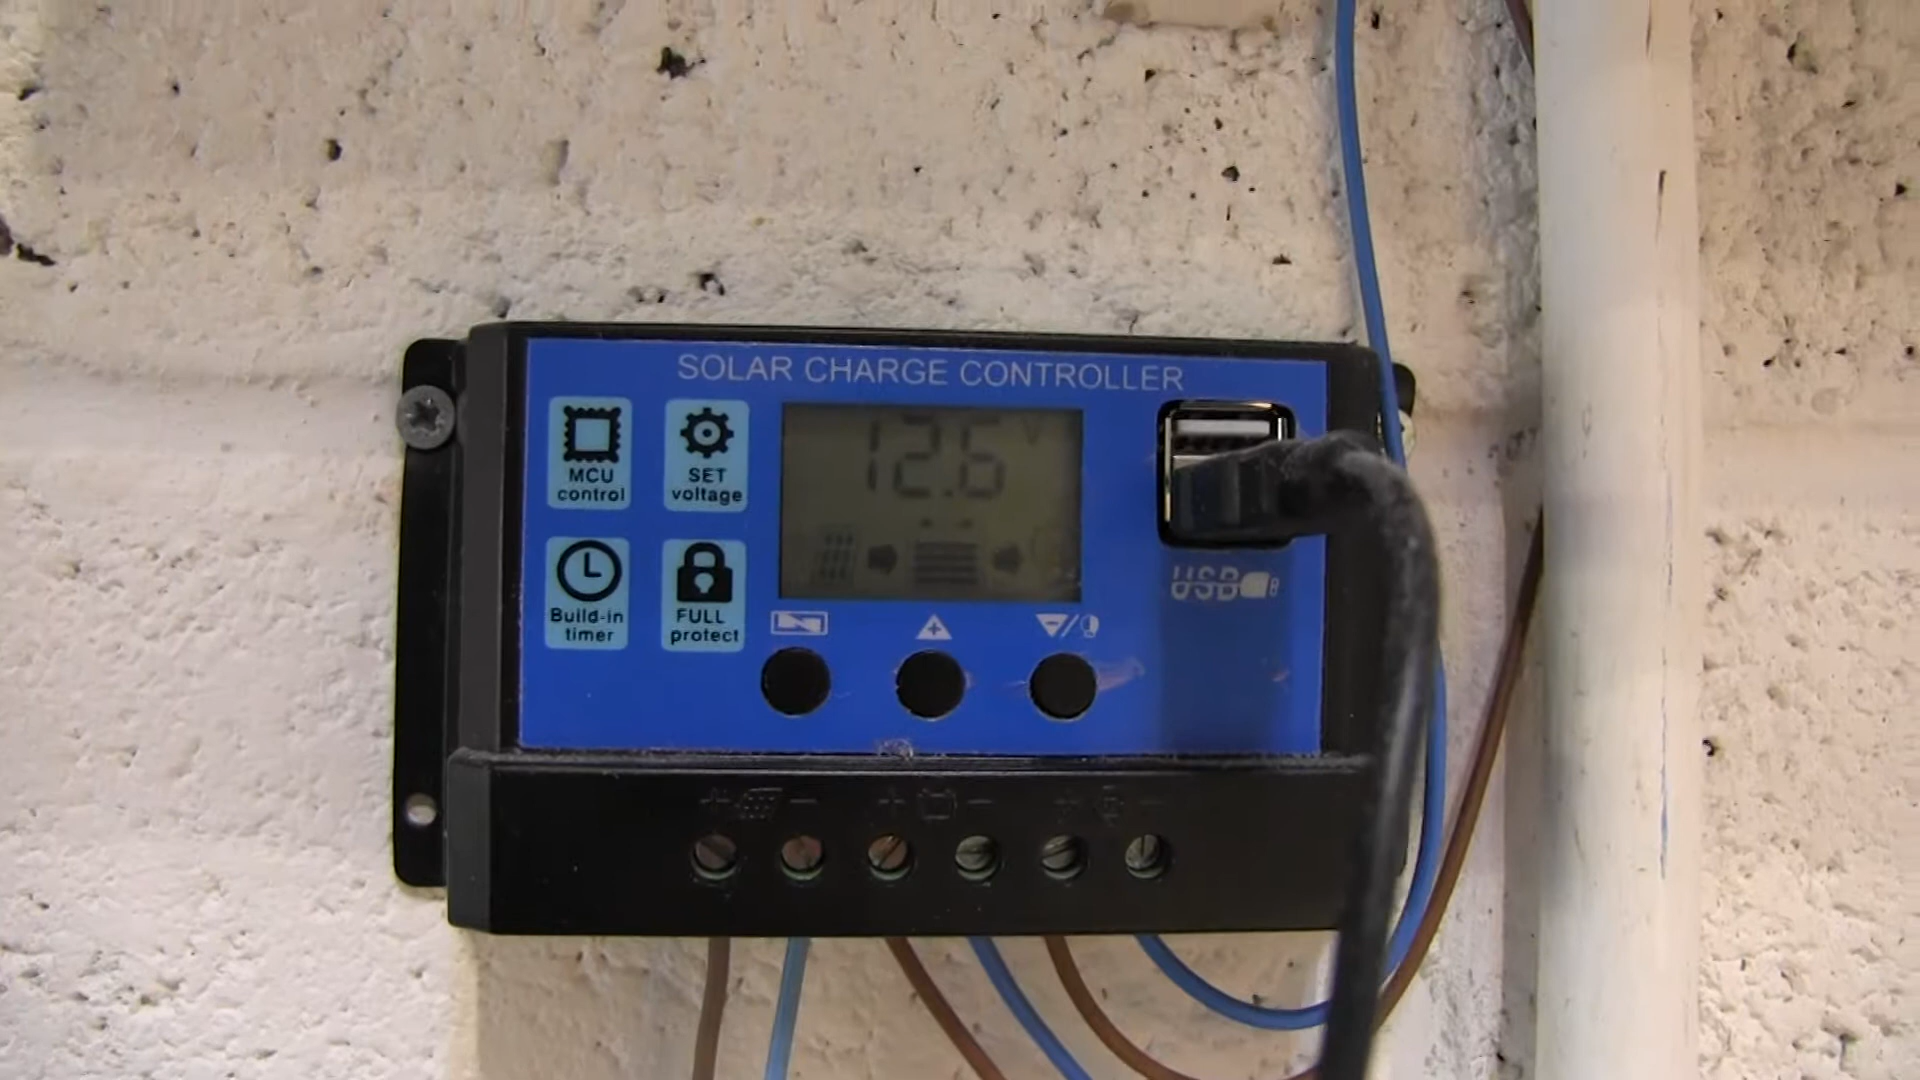 SOLAR CHARGE CONTROLLER
MCU
control
SET
voltage
12.6 V
Build-in
timer
FULL
protect
USB
+ -
+ -
+ -